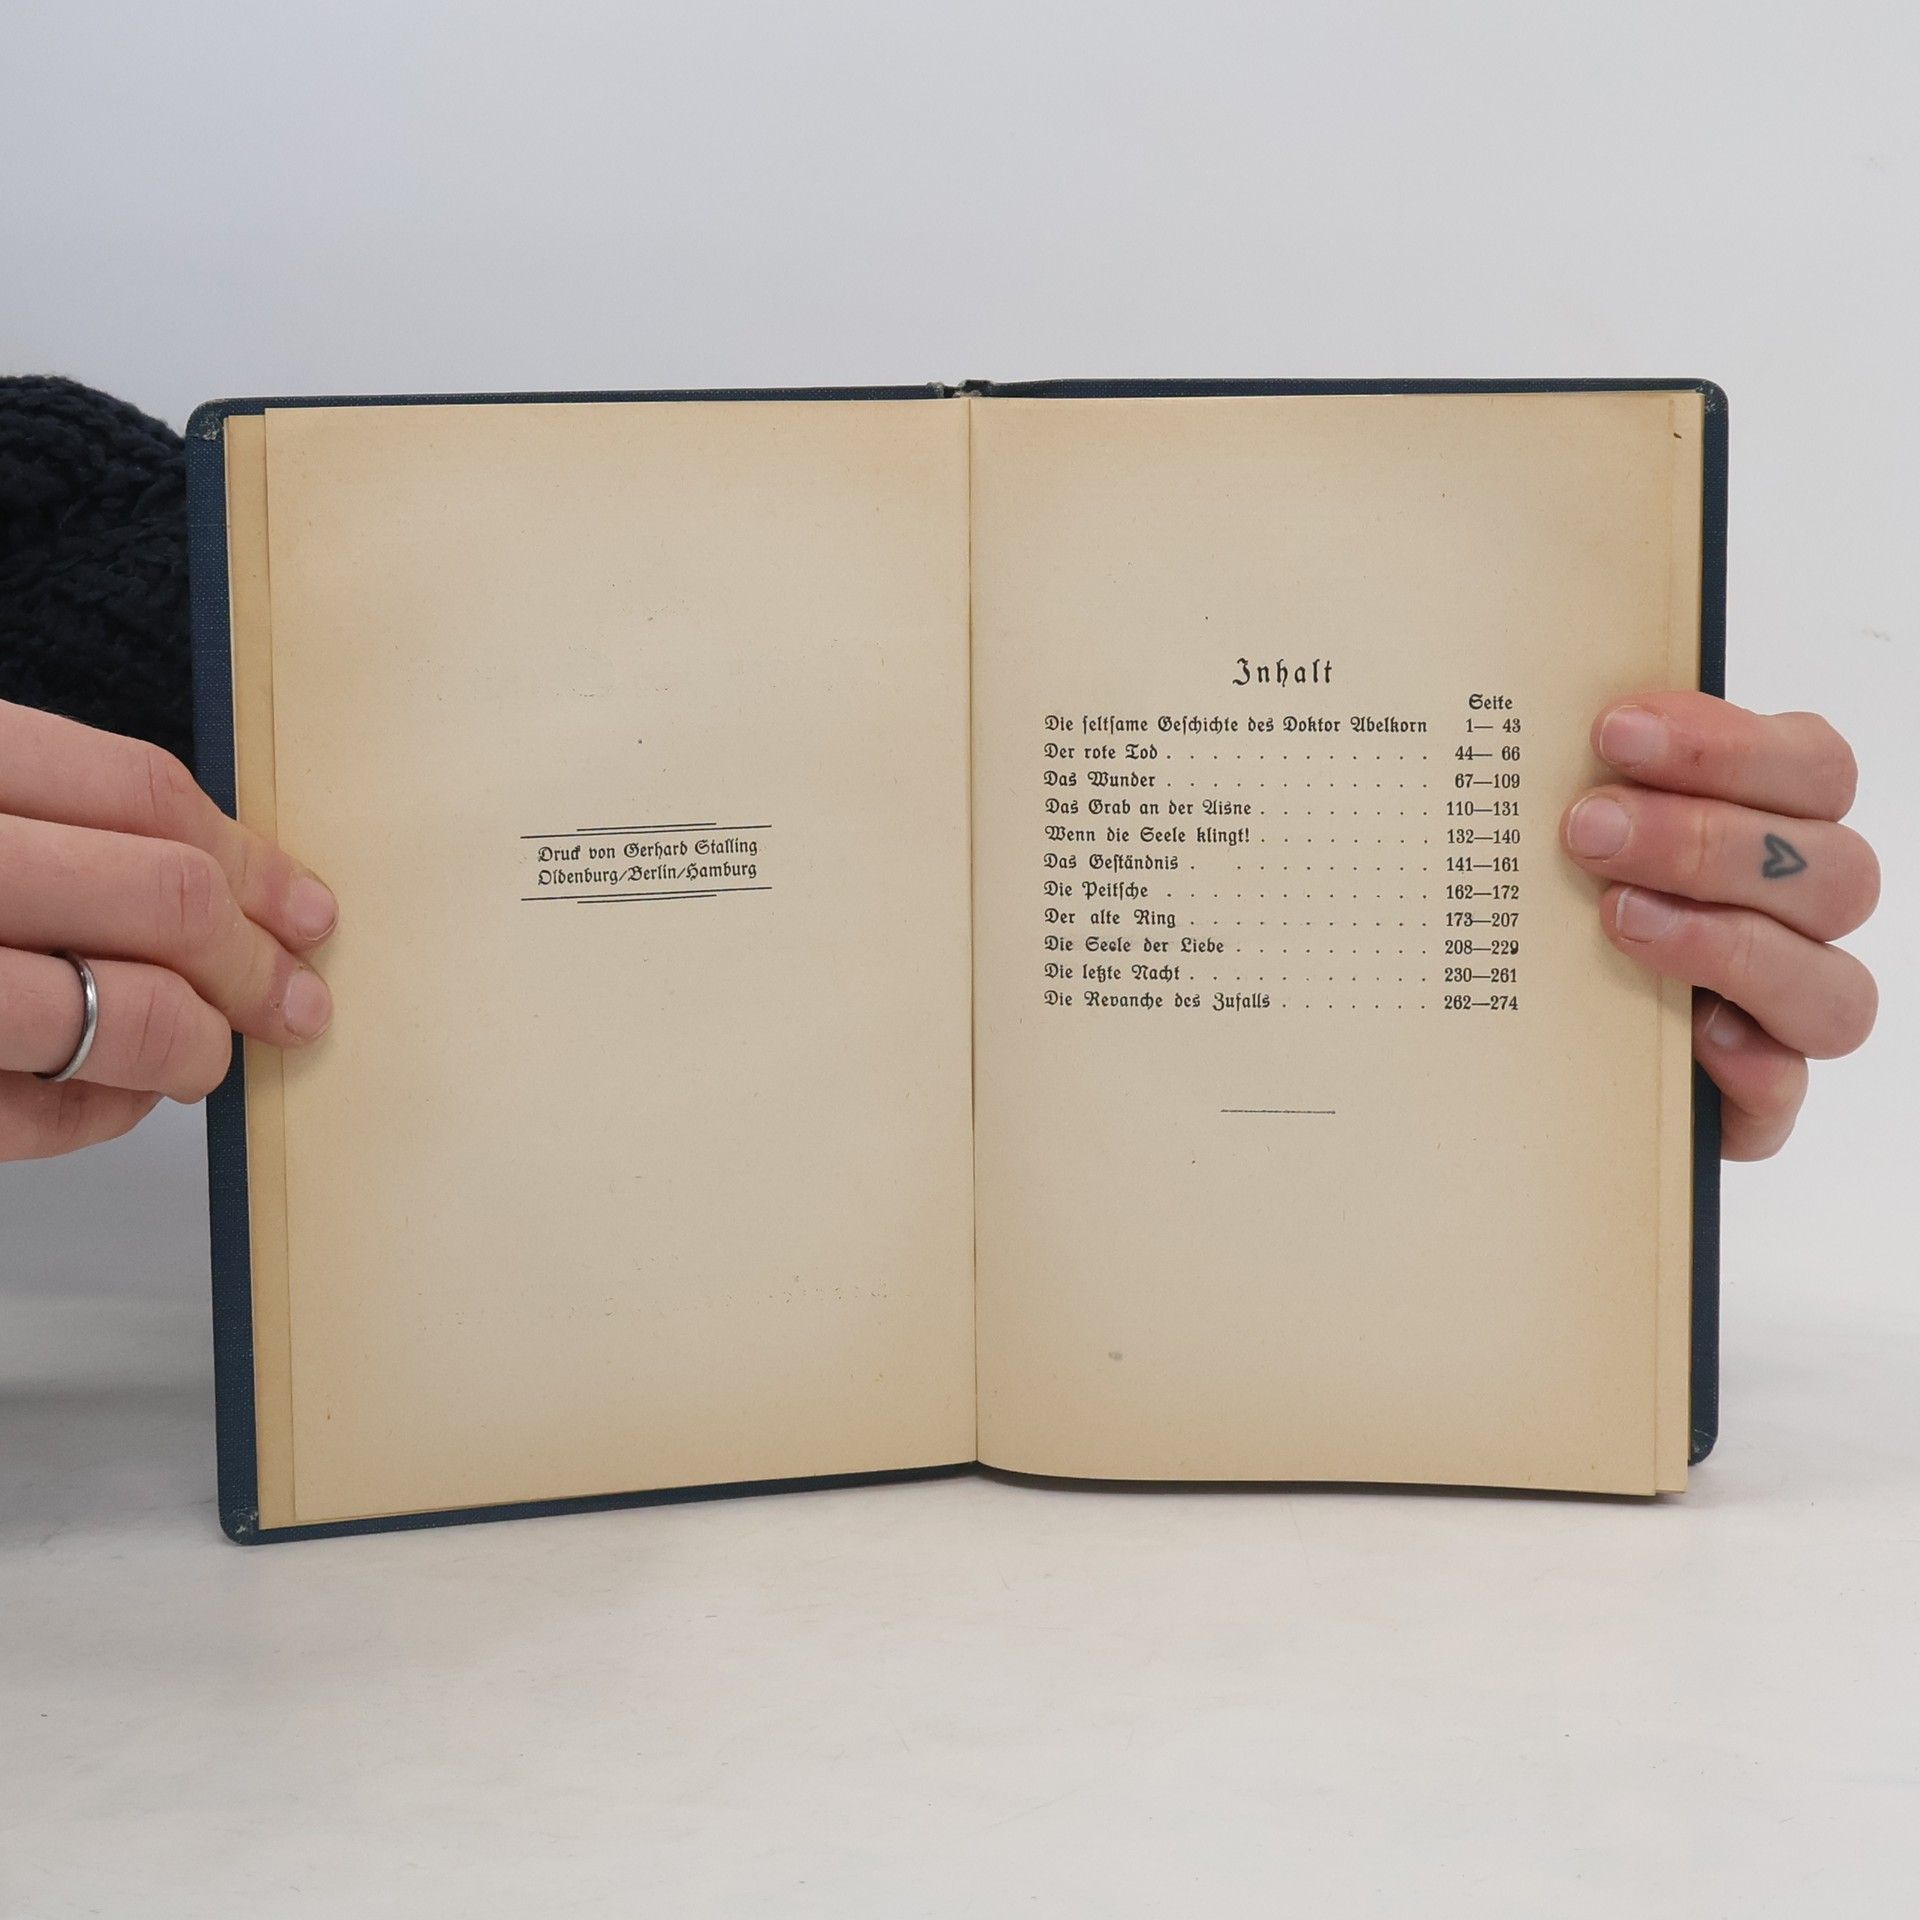 Druck von Gerhard Stalling
Oldenburg/Berlin/Hamburg
Inhalt
Seite
Die seltsame Geschichte des Doktor Abelkorn 1— 43
Der rote Tod . . . . . . . . . . . . 44— 66
Das Wunder . . . . . . . . . . . . 67—109
Das Grab an der Aisne . . . . . . . . 110—131
Wenn die Seele klingt! . . . . . . . . 132—140
Das Geständnis . . . . . . . . . . 141—161
Die Peitsche . . . . . . . . . . . . 162—172
Der alte Ring . . . . . . . . . . . 173—207
Die Seele der Liebe . . . . . . . . . 208—229
Die letzte Nacht . . . . . . . . . . . 230—261
Die Revanche des Zufalls . . . . . . . 262—274